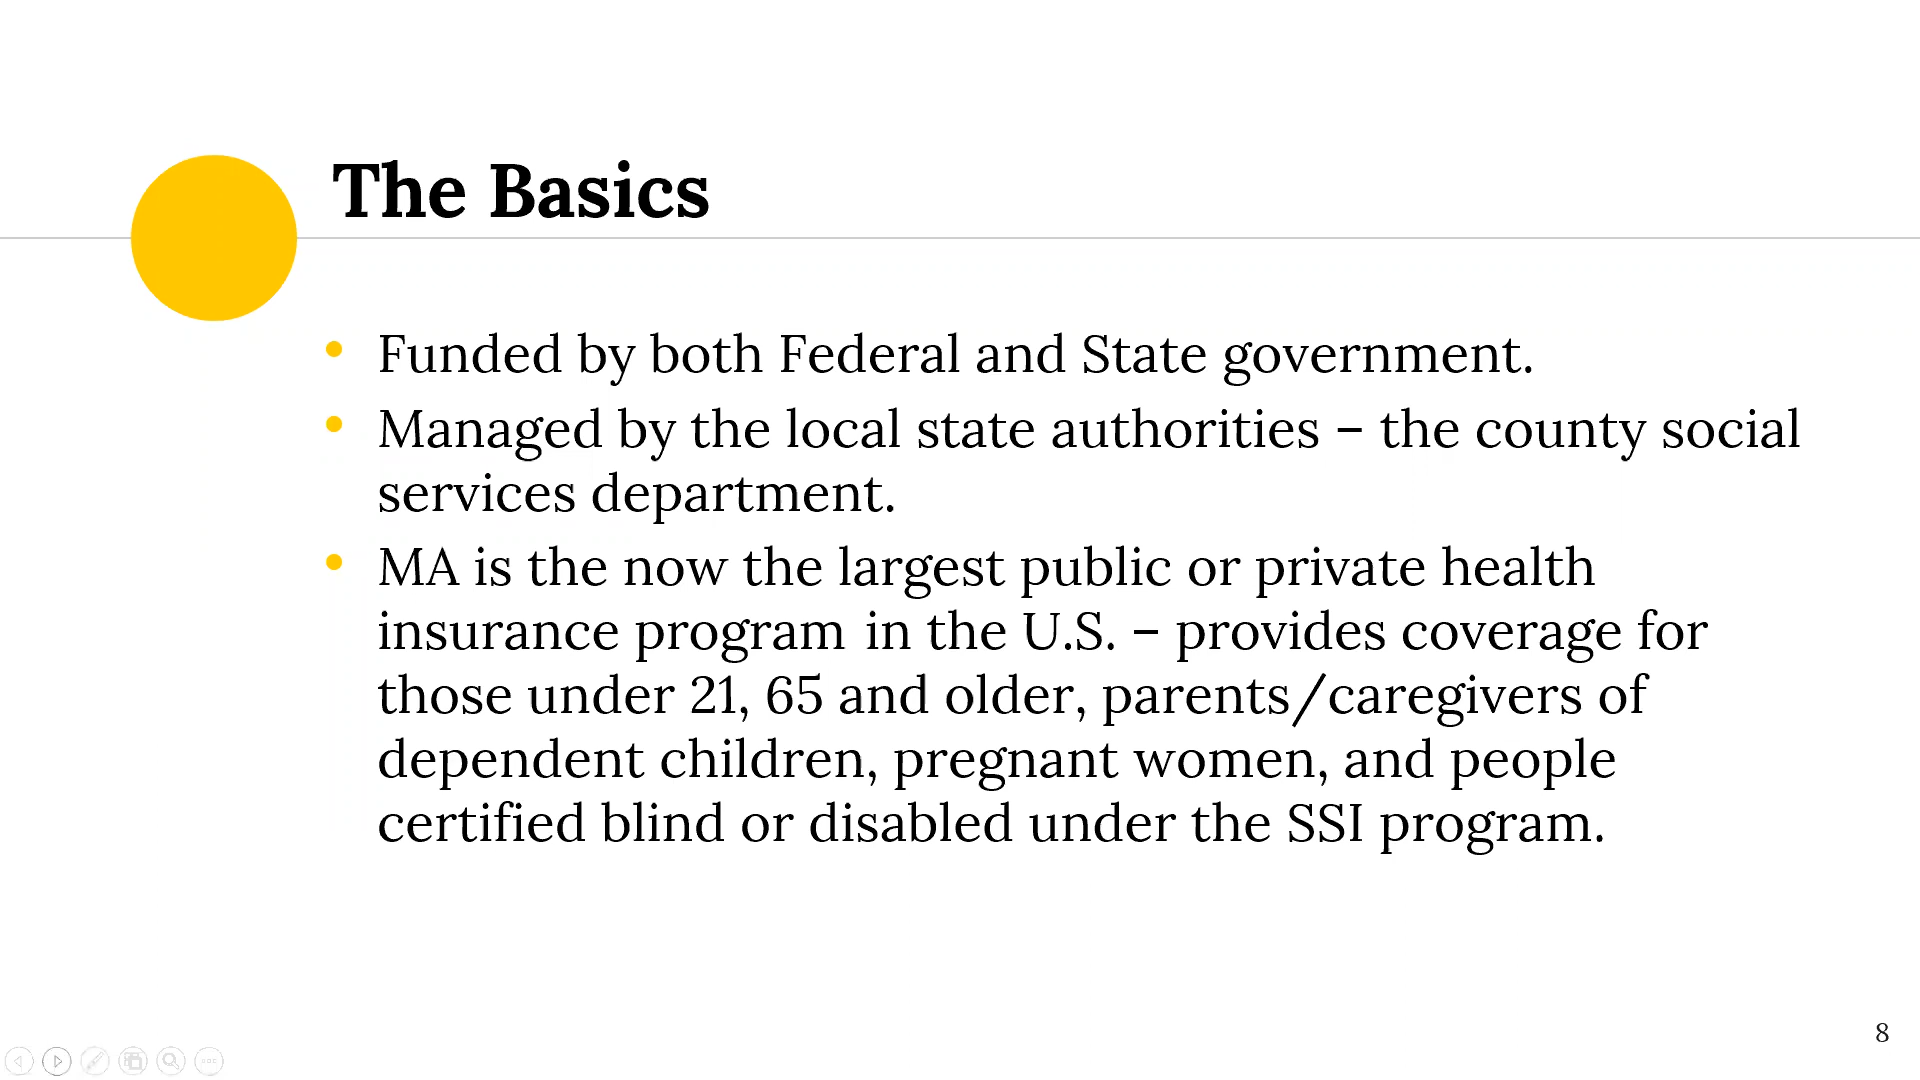 The Basics
• Funded by both Federal and State government.
• Managed by the local state authorities – the county social
services department.
• MA is the now the largest public or private health
insurance program in the U.S. – provides coverage for
those under 21, 65 and older, parents/caregivers of
dependent children, pregnant women, and people
certified blind or disabled under the SSI program.
8